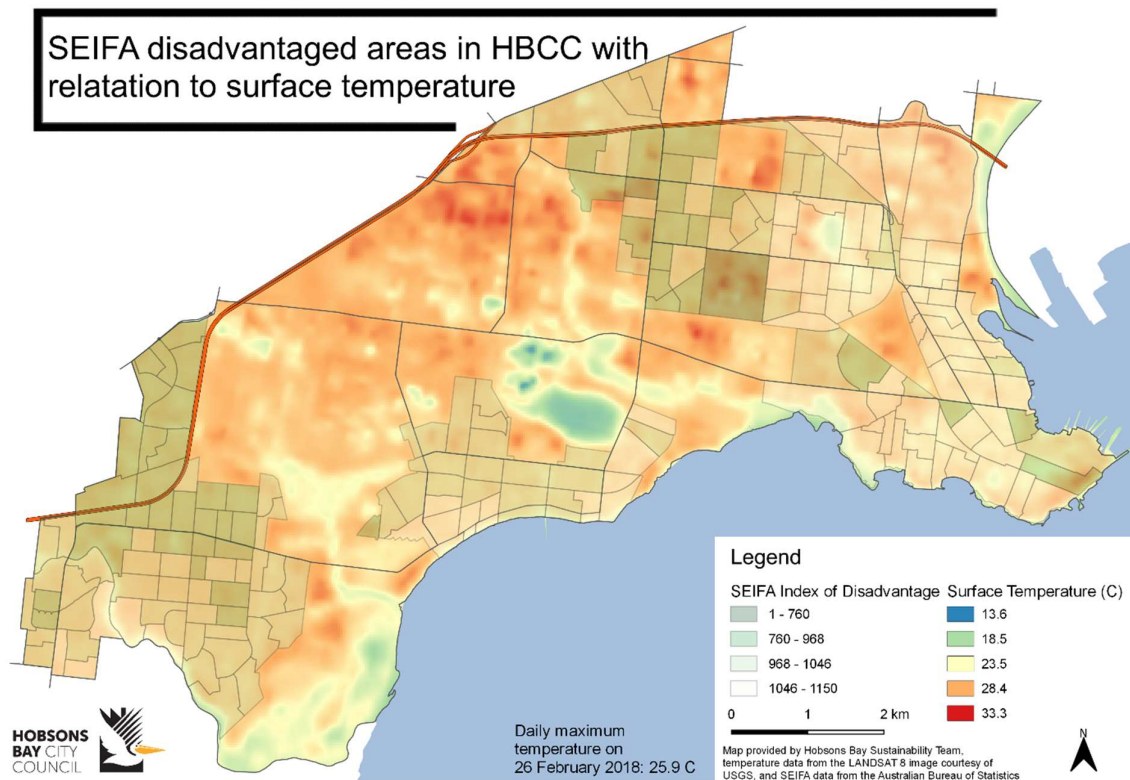 SEIFA disadvantaged areas in HBCC with
relatation to surface temperature
Legend
SEIFA Index of Disadvantage
1 - 760
760 - 968
968 - 1046
1046 - 1150
Surface Temperature (C)
13.6
18.5
23.5
28.4
33.3
0 1 2 km
Map provided by Hobsons Bay Sustainability Team,
temperature data from the LANDSAT 8 image courtesy of
USGS, and SEIFA data from the Australian Bureau of Statistics
N
Daily maximum
temperature on
26 February 2018: 25.9 C
HOBSONS
BAY CITY
COUNCIL